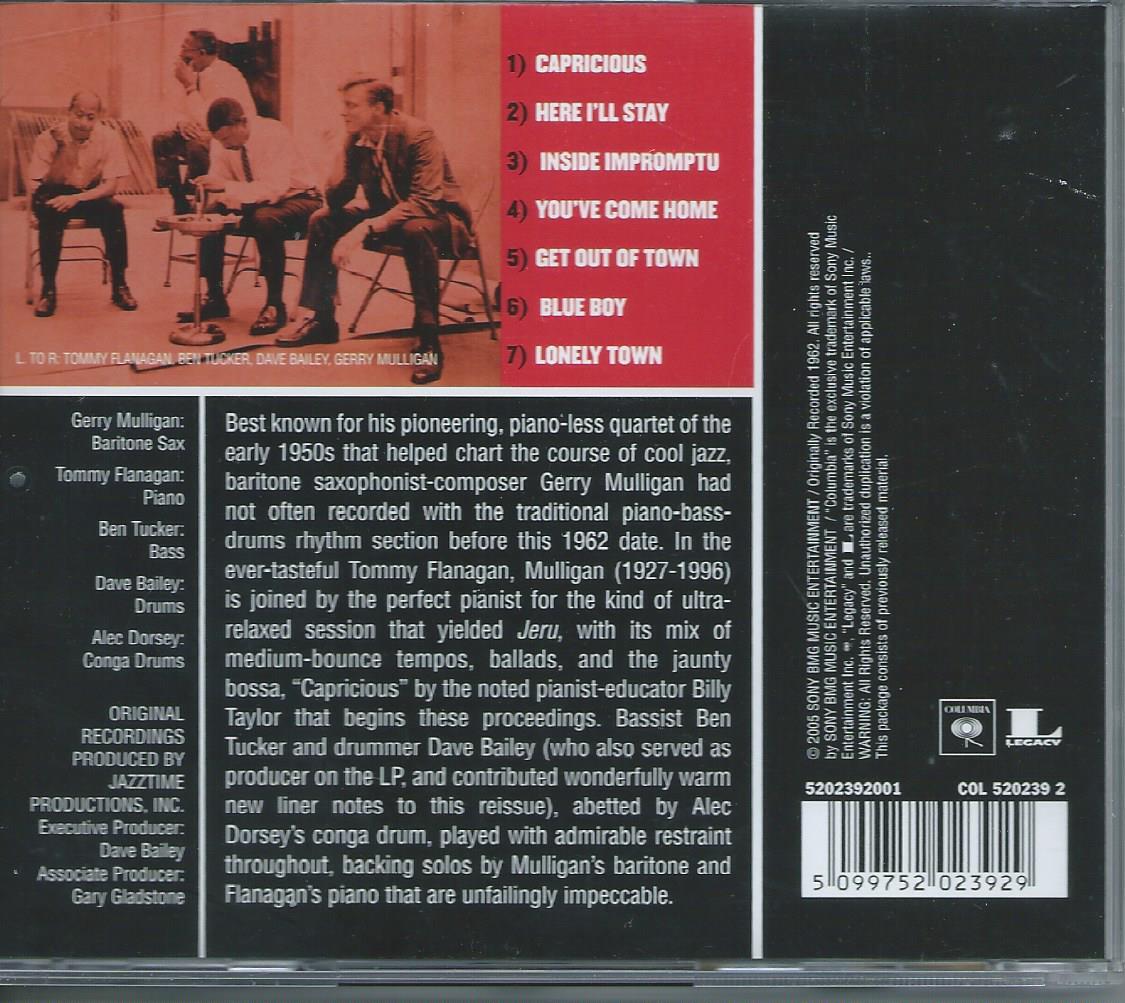 1) CAPRICIOUS
2) HERE I'LL STAY
3) INSIDE IMPROMPTU
4) YOU'VE COME HOME
5) GET OUT OF TOWN
6) BLUE BOY
7) LONELY TOWN
L. TO R: TOMMY FLANAGAN, BEN TUCKER, DAVE BAILEY, GERRY MULLIGAN
Gerry Mulligan:
Baritone Sax
Tommy Flanagan:
Piano
Ben Tucker:
Bass
Dave Bailey:
Drums
Alec Dorsey:
Conga Drums
ORIGINAL
RECORDINGS
PRODUCED BY
JAZZTIME
PRODUCTIONS, INC.
Executive Producer:
Dave Bailey
Associate Producer:
Gary Gladstone
Best known for his pioneering, piano-less quartet of the
early 1950s that helped chart the course of cool jazz,
baritone saxophonist-composer Gerry Mulligan had
not often recorded with the traditional piano-bass-
drums rhythm section before this 1962 date. In the
ever-tasteful Tommy Flanagan, Mulligan (1927-1996)
is joined by the perfect pianist for the kind of ultra-
relaxed session that yielded Jeru, with its mix of
medium-bounce tempos, ballads, and the jaunty
bossa, “Capricious” by the noted pianist-educator Billy
Taylor that begins these proceedings. Bassist Ben
Tucker and drummer Dave Bailey (who also served as
producer on the LP, and contributed wonderfully warm
new liner notes to this reissue), abetted by Alec
Dorsey's conga drum, played with admirable restraint
throughout, backing solos by Mulligan's baritone and
Flanagan's piano that are unfailingly impeccable.
© 2005 SONY BMG MUSIC ENTERTAINMENT / Originally Recorded 1962. All rights reserved
by SONY BMG MUSIC ENTERTAINMENT / "Columbia" is the exclusive trademark of Sony Music
Entertainment Inc. ®, "Legacy" and L are trademarks of Sony Music Entertainment Inc. /
WARNING: All Rights Reserved. Unauthorized duplication is a violation of applicable laws..
This package consists of previously released material.
COLUMBIA
L
LEGACY
5202392001 COL 520239 2
5 099752 023929